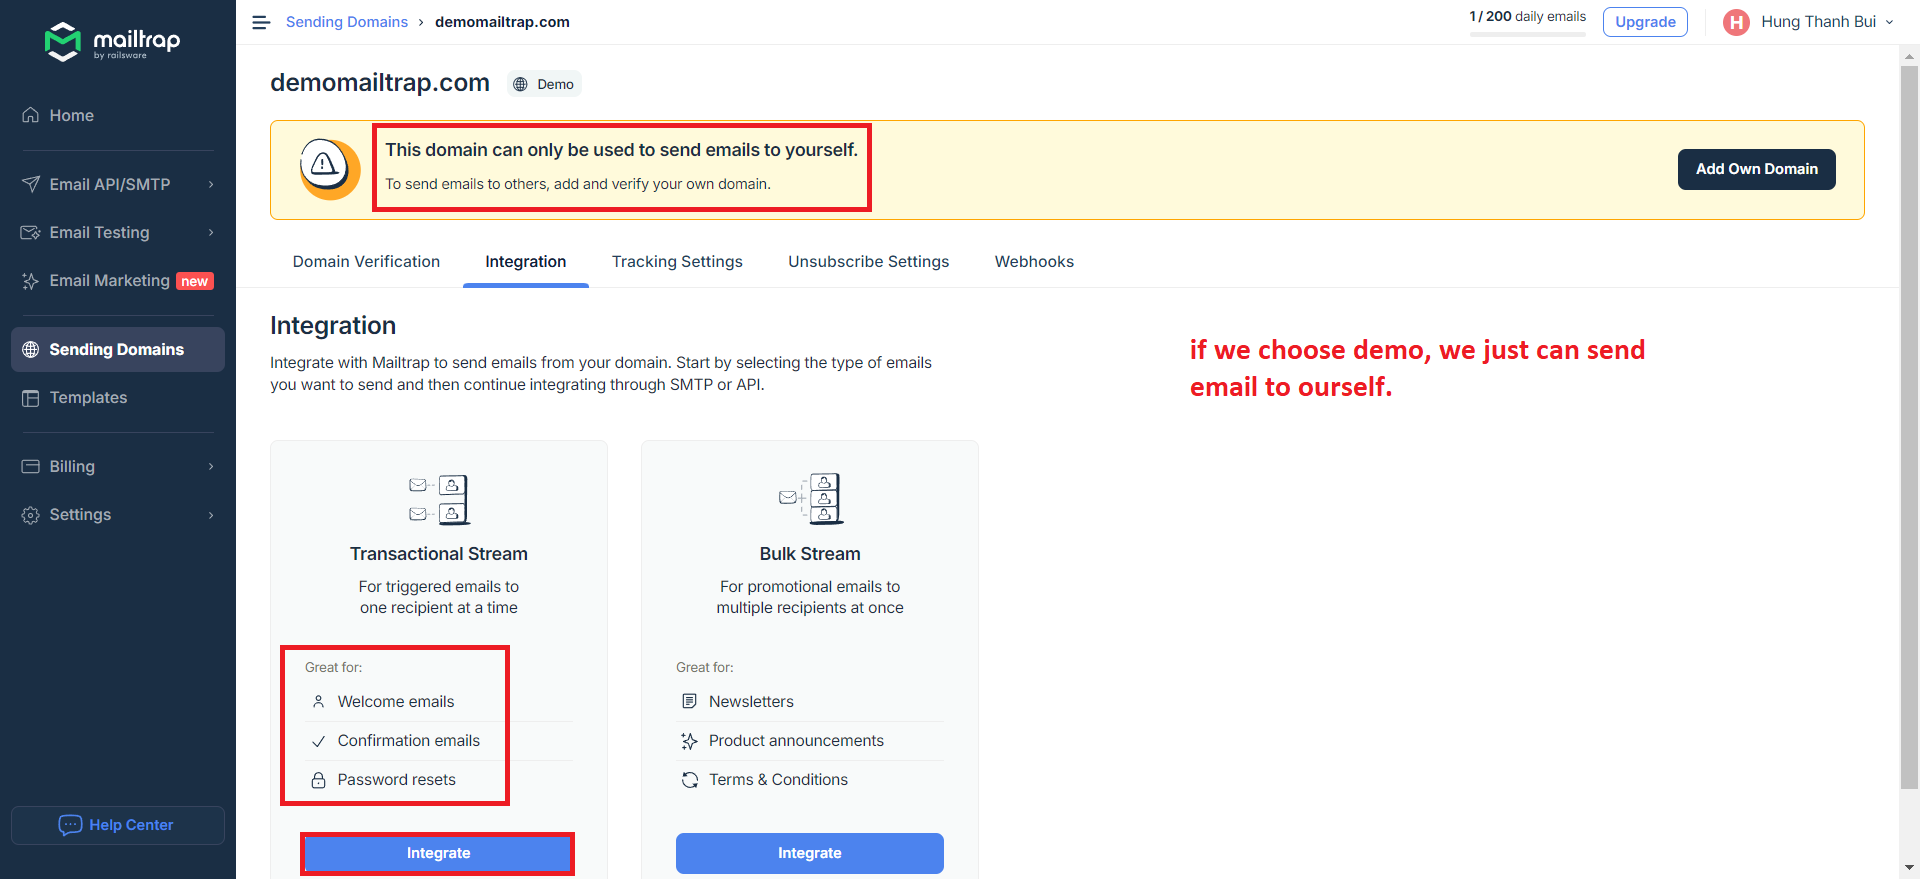 mailtrap
by railsware
Home
Email API/SMTP
Email Testing
Email Marketing new
Sending Domains
Templates
Billing
Settings
Help Center
Sending Domains › demomailtrap.com
1 / 200 daily emails
Upgrade
H Hung Thanh Bui
demomailtrap.com Demo
This domain can only be used to send emails to yourself.
To send emails to others, add and verify your own domain.
Add Own Domain
Domain Verification Integration Tracking Settings Unsubscribe Settings Webhooks
Integration
Integrate with Mailtrap to send emails from your domain. Start by selecting the type of emails
you want to send and then continue integrating through SMTP or API.
if we choose demo, we just can send
email to ourself.
Transactional Stream
For triggered emails to
one recipient at a time
Great for:
Welcome emails
Confirmation emails
Password resets
Integrate
Bulk Stream
For promotional emails to
multiple recipients at once
Great for:
Newsletters
Product announcements
Terms & Conditions
Integrate